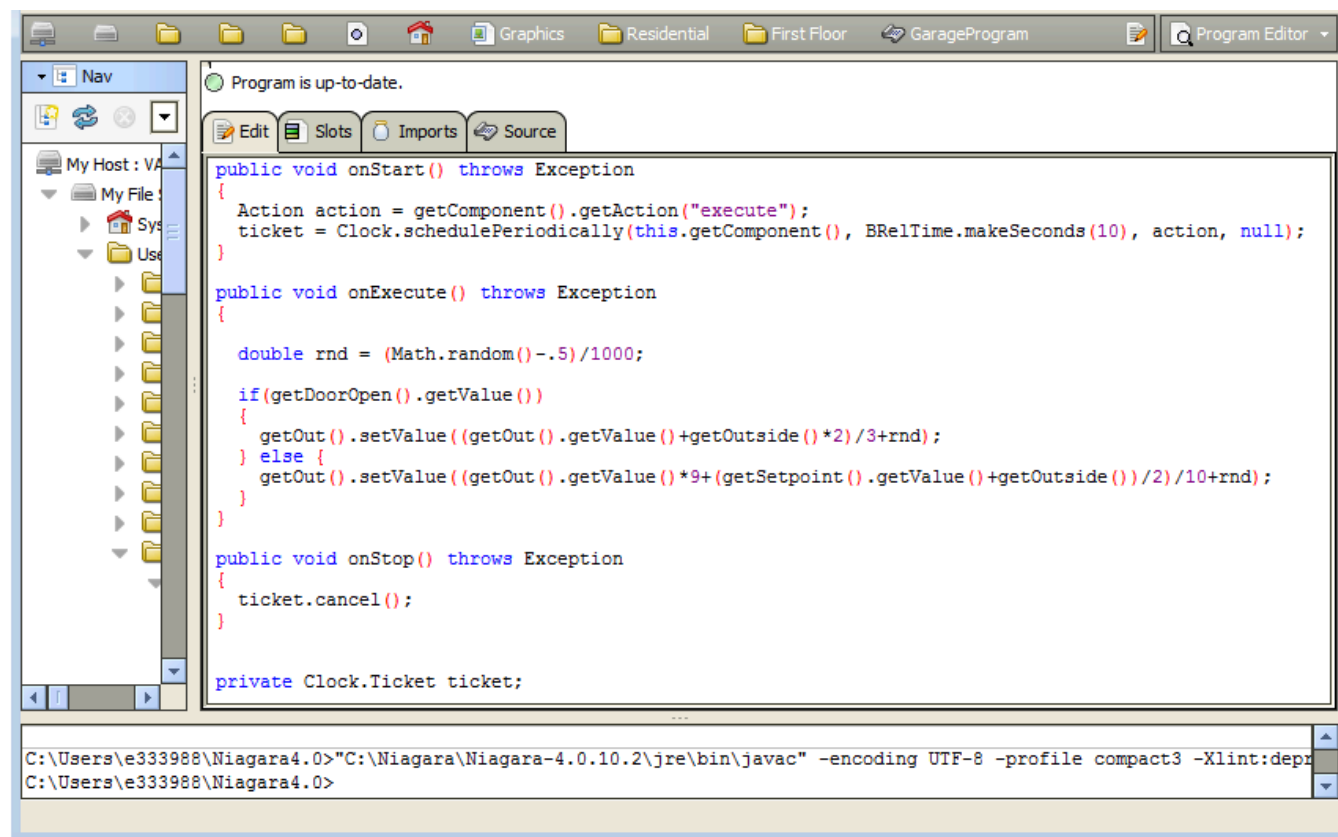 Graphics Residential First Floor GarageProgram Program Editor
Nav
Program is up-to-date.
Edit Slots Imports Source
My Host : VA
My File S
Sys
Use
public void onStart() throws Exception
{
  Action action = getComponent().getAction("execute");
  ticket = Clock.schedulePeriodically(this.getComponent(), BRelTime.makeSeconds(10), action, null);
}
public void onExecute() throws Exception
{
  double rnd = (Math.random()-.5)/1000;
  if(getDoorOpen().getValue())
  {
    getOut().setValue((getOut().getValue()+getOutside()*2)/3+rnd);
  } else {
    getOut().setValue((getOut().getValue()*9+(getSetpoint().getValue()+getOutside())/2)/10+rnd);
  }
}
public void onStop() throws Exception
{
  ticket.cancel();
}
private Clock.Ticket ticket;
C:\Users\e333988\Niagara4.0>"C:\Niagara\Niagara-4.0.10.2\jre\bin\javac" -encoding UTF-8 -profile compact3 -Xlint:depr
C:\Users\e333988\Niagara4.0>